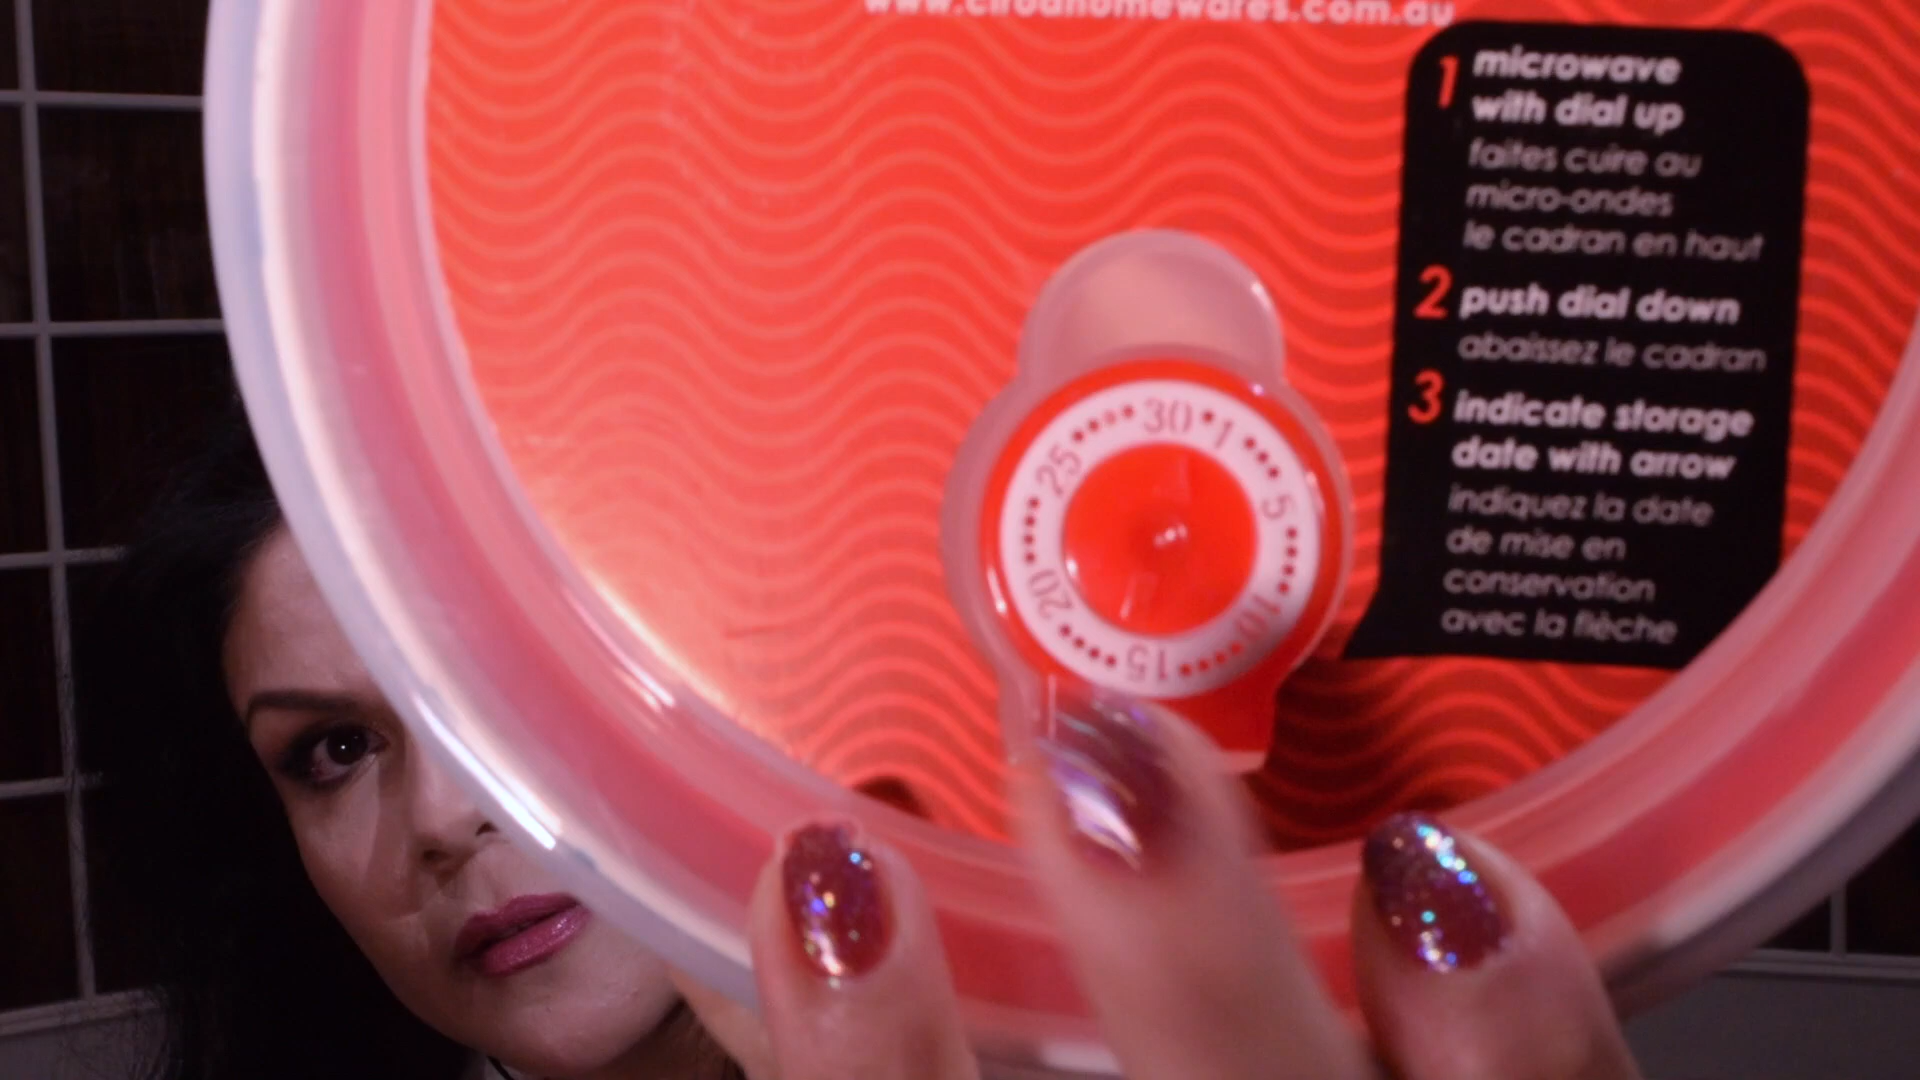 1 microwave
with dial up
faites cuire au
micro-ondes
le cadran en haut
2 push dial down
abaissez le cadran
3 indicate storage
date with arrow
indiquez la date
de mise en
conservation
avec la flèche
30
1
5
10
15
20
25